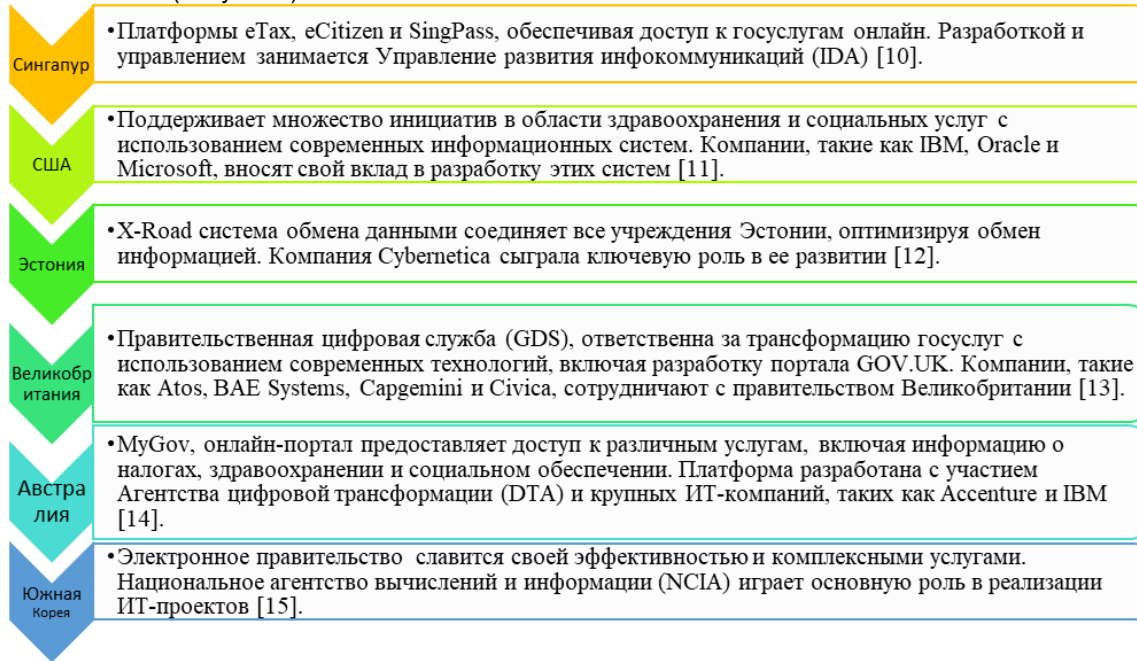 Сингапур
•Платформы eTax, eCitizen и SingPass, обеспечивая доступ к госуслугам онлайн. Разработкой и
управлением занимается Управление развития инфокоммуникаций (IDA) [10].
США
•Поддерживает множество инициатив в области здравоохранения и социальных услуг с
использованием современных информационных систем. Компании, такие как IBM, Oracle и
Microsoft, вносят свой вклад в разработку этих систем [11].
Эстония
•X-Road система обмена данными соединяет все учреждения Эстонии, оптимизируя обмен
информацией. Компания Cybernetica сыграла ключевую роль в ее развитии [12].
Великобр
итания
•Правительственная цифровая служба (GDS), ответственна за трансформацию госуслуг с
использованием современных технологий, включая разработку портала GOV.UK. Компании, такие
как Atos, BAE Systems, Capgemini и Civica, сотрудничают с правительством Великобритании [13].
Австра
лия
•MyGov, онлайн-портал предоставляет доступ к различным услугам, включая информацию о
налогах, здравоохранении и социальном обеспечении. Платформа разработана с участием
Агентства цифровой трансформации (DTA) и крупных ИТ-компаний, таких как Accenture и IBM
[14].
Южная
Корея
•Электронное правительство славится своей эффективностью и комплексными услугами.
Национальное агентство вычислений и информации (NCIA) играет основную роль в реализации
ИТ-проектов [15].